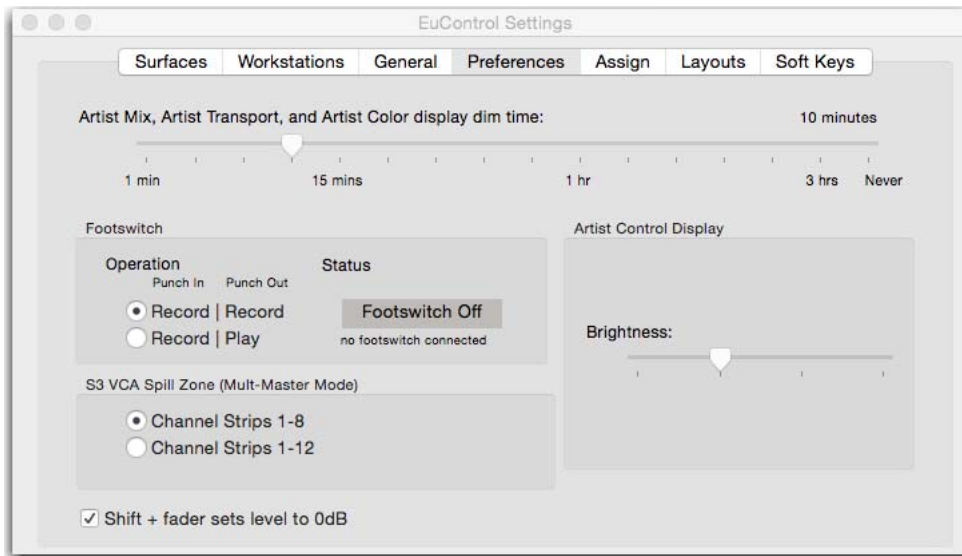 EuControl Settings
Surfaces Workstations General Preferences Assign Layouts Soft Keys
Artist Mix, Artist Transport, and Artist Color display dim time: 10 minutes
1 min 15 mins 1 hr 3 hrs Never
Footswitch
Operation Status
Punch In Punch Out
Record | Record
Footswitch Off
Record | Play
no footswitch connected
S3 VCA Spill Zone (Mult-Master Mode)
Channel Strips 1-8
Channel Strips 1-12
Artist Control Display
Brightness:
Shift + fader sets level to 0dB